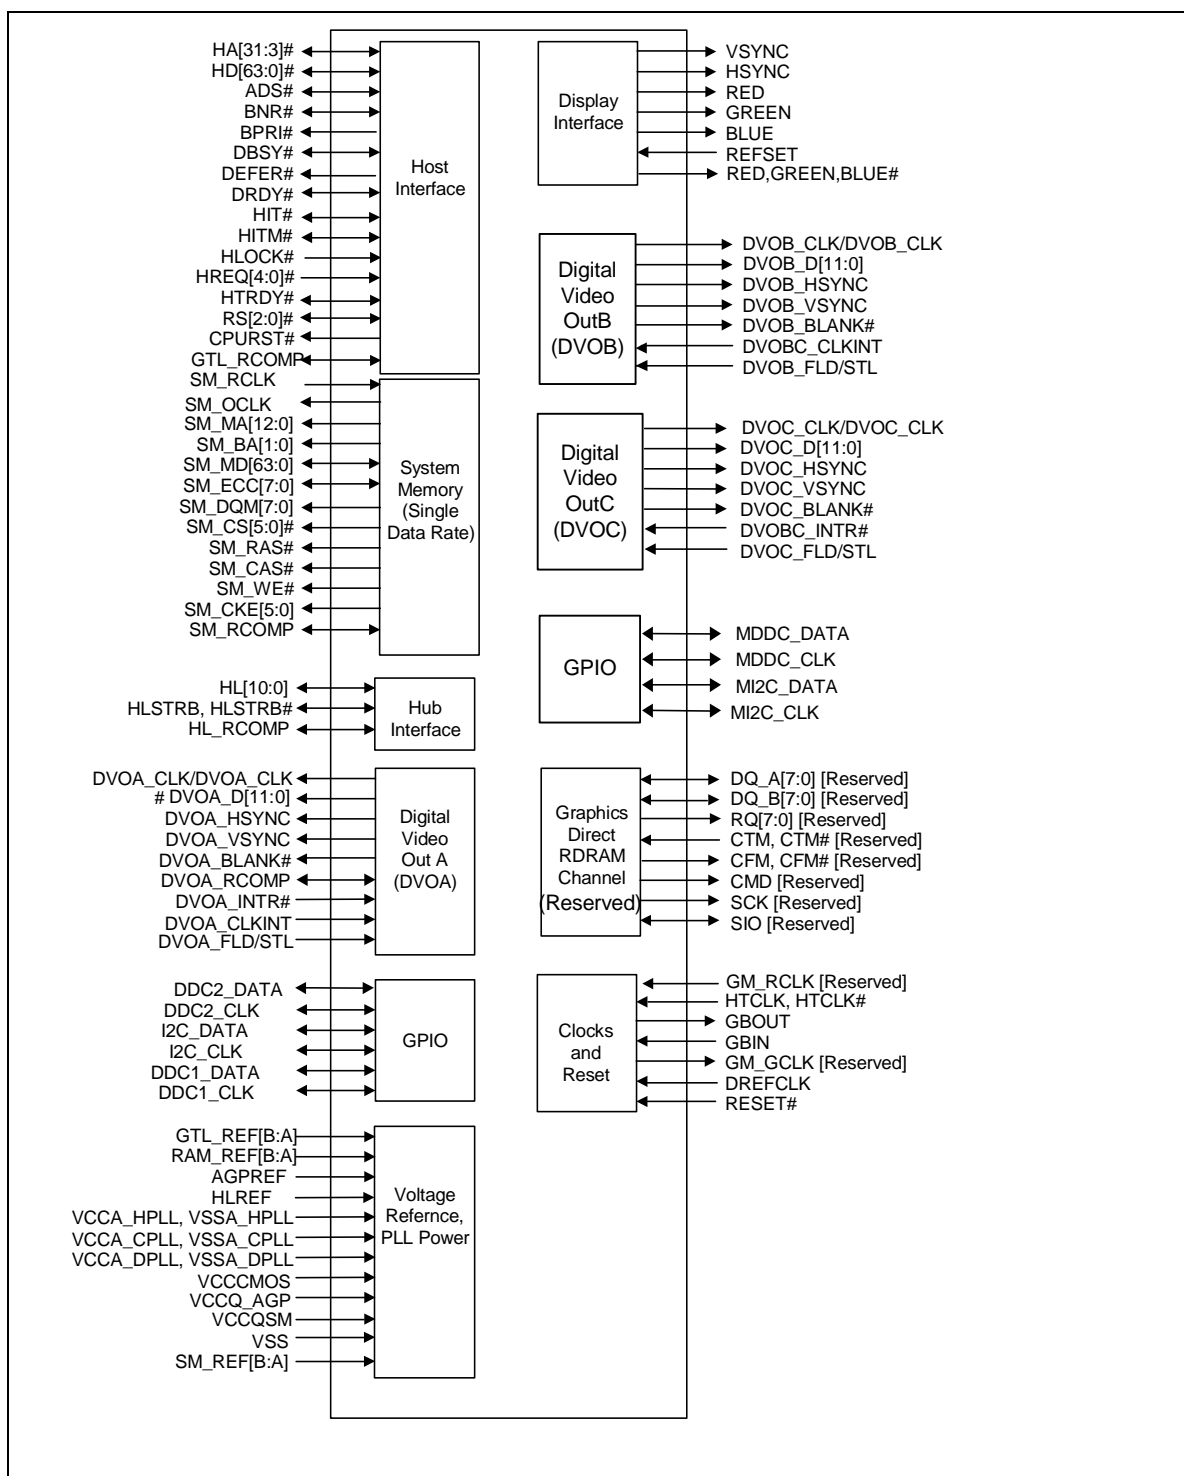 HA[31:3]#
HD[63:0]#
ADS#
BNR#
BPRI#
DBSY#
DEFER#
DRDY#
HIT#
HITM#
HLOCK#
HREQ[4:0]#
HTRDY#
RS[2:0]#
CPURST#
GTL_RCOMP
Host
Interface
SM_RCLK
SM_OCLK
SM_MA[12:0]
SM_BA[1:0]
SM_MD[63:0]
SM_ECC[7:0]
SM_DQM[7:0]
SM_CS[5:0]#
SM_RAS#
SM_CAS#
SM_WE#
SM_CKE[5:0]
SM_RCOMP
System
Memory
(Single
Data Rate)
HL[10:0]
HLSTRB, HLSTRB#
HL_RCOMP
Hub
Interface
DVOA_CLK/DVOA_CLK
# DVOA_D[11:0]
DVOA_HSYNC
DVOA_VSYNC
DVOA_BLANK#
DVOA_RCOMP
DVOA_INTR#
DVOA_CLKINT
DVOA_FLD/STL
Digital
Video
Out A
(DVOA)
DDC2_DATA
DDC2_CLK
I2C_DATA
I2C_CLK
DDC1_DATA
DDC1_CLK
GPIO
GTL_REF[B:A]
RAM_REF[B:A]
AGPREF
HLREF
VCCA_HPLL, VSSA_HPLL
VCCA_CPLL, VSSA_CPLL
VCCA_DPLL, VSSA_DPLL
VCCCMOS
VCCQ_AGP
VCCQSM
VSS
SM_REF[B:A]
Voltage
Refernce,
PLL Power
Display
Interface
VSYNC
HSYNC
RED
GREEN
BLUE
REFSET
RED,GREEN,BLUE#
Digital
Video
OutB
(DVOB)
DVOB_CLK/DVOB_CLK
DVOB_D[11:0]
DVOB_HSYNC
DVOB_VSYNC
DVOB_BLANK#
DVOBC_CLKINT
DVOB_FLD/STL
Digital
Video
OutC
(DVOC)
DVOC_CLK/DVOC_CLK
DVOC_D[11:0]
DVOC_HSYNC
DVOC_VSYNC
DVOC_BLANK#
DVOBC_INTR#
DVOC_FLD/STL
GPIO
MDDC_DATA
MDDC_CLK
MI2C_DATA
MI2C_CLK
Graphics
Direct
RDRAM
Channel
(Reserved)
DQ_A[7:0] [Reserved]
DQ_B[7:0] [Reserved]
RQ[7:0] [Reserved]
CTM, CTM# [Reserved]
CFM, CFM# [Reserved]
CMD [Reserved]
SCK [Reserved]
SIO [Reserved]
Clocks
and
Reset
GM_RCLK [Reserved]
HTCLK, HTCLK#
GBOUT
GBIN
GM_GCLK [Reserved]
DREFCLK
RESET#